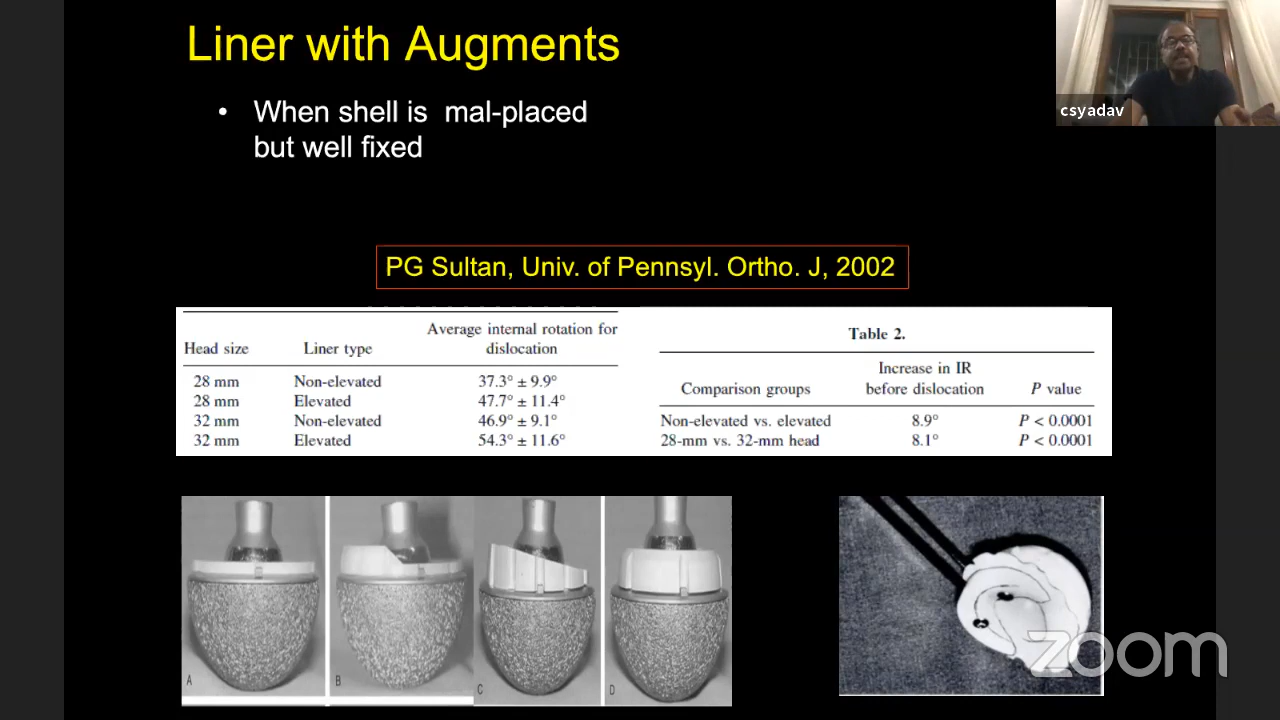 Liner with Augments
csyadav
• When shell is mal-placed
but well fixed
PG Sultan, Univ. of Pennsyl. Ortho. J, 2002
Average internal rotation for
Head size Liner type dislocation
28 mm Non-elevated 37.3° ± 9.9°
28 mm Elevated 47.7° ± 11.4°
32 mm Non-elevated 46.9° ± 9.1°
32 mm Elevated 54.3° ± 11.6°
Table 2.
Increase in IR
Comparison groups before dislocation P value
Non-elevated vs. elevated 8.9° P < 0.0001
28-mm vs. 32-mm head 8.1° P < 0.0001
A B C D
zoom